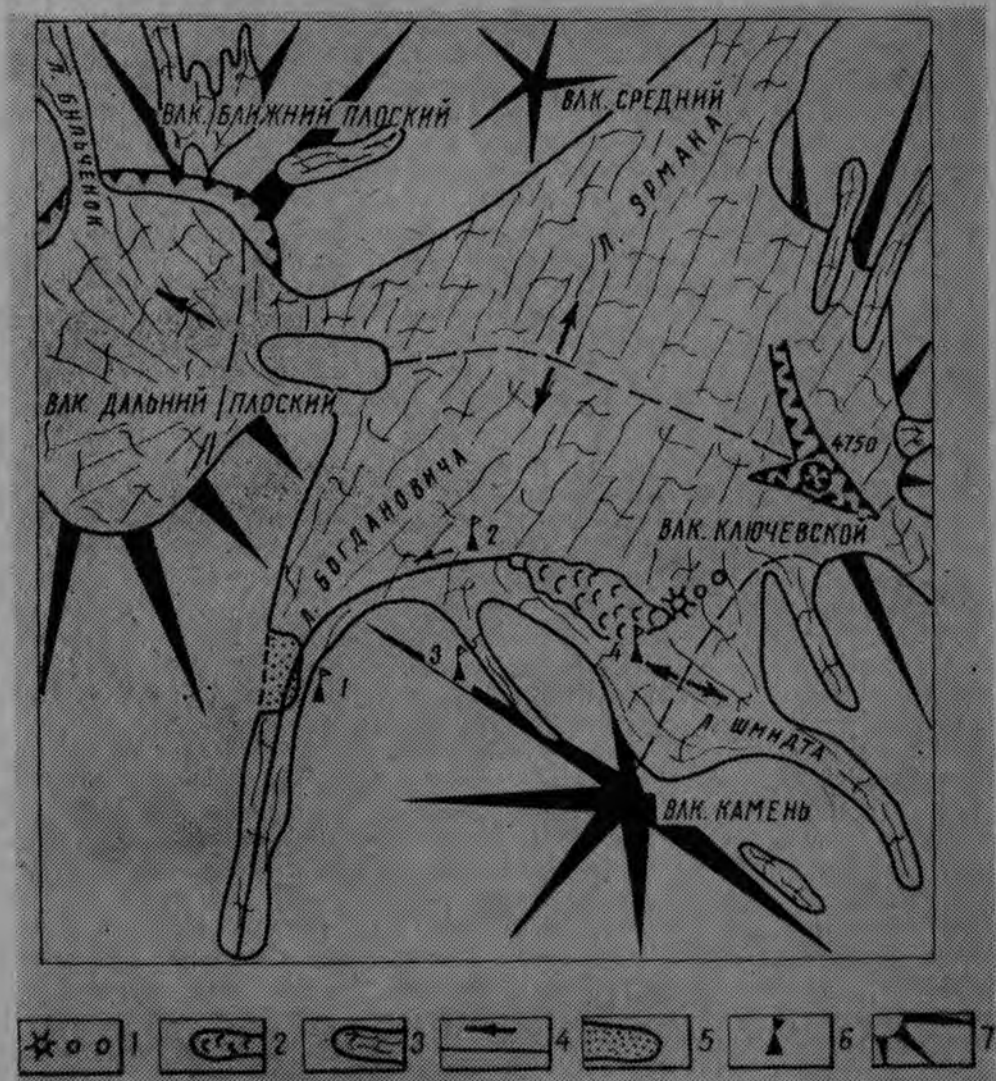 Л. БИЛЬЧЕНОК
ВЛК. БЛИЖНИЙ ПЛОСКИЙ
ВЛК. СРЕДНИЙ
Л. ЭРМАНА
ВЛК. ДАЛЬНИЙ ПЛОСКИЙ
4750
ВЛК. КЛЮЧЕВСКОЙ
Л. БОГДАНОВИЧА
2
3
4
1
Л. ШМИДТА
ВЛК. КАМЕНЬ
1 2 3 4 5 6 7